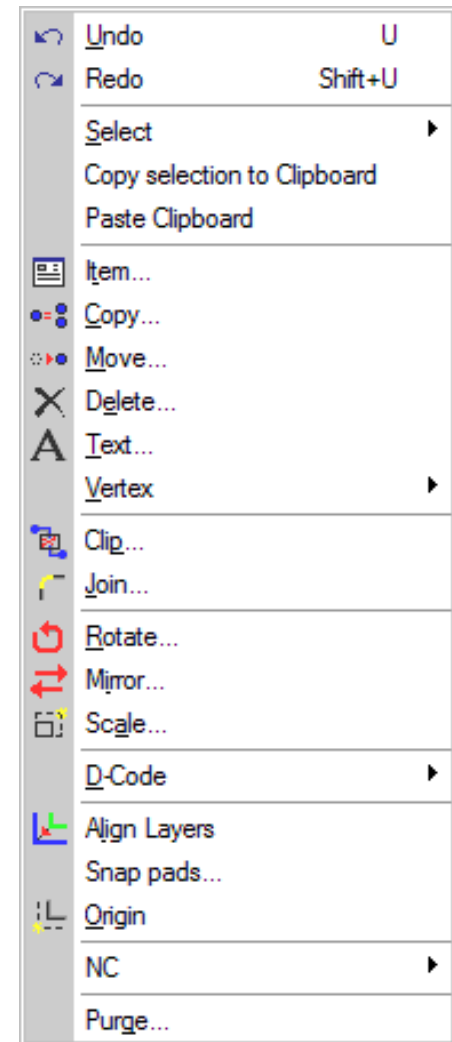 Undo U
Redo Shift+U
Select
Copy selection to Clipboard
Paste Clipboard
Item...
Copy...
Move...
Delete...
Text...
Vertex
Clip...
Join...
Rotate...
Mirror...
Scale...
D-Code
Align Layers
Snap pads...
Origin
NC
Purge...